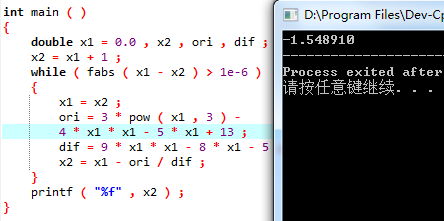 int main ( )
{
double x1 = 0.0 , x2 , ori , dif ;
x2 = x1 + 1 ;
while ( fabs ( x1 - x2 ) > 1e-6 )
{
x1 = x2 ;
ori = 3 * pow ( x1 , 3 ) -
4 * x1 * x1 - 5 * x1 + 13 ;
dif = 9 * x1 * x1 - 8 * x1 - 5
x2 = x1 - ori / dif ;
}
printf ( "%f" , x2 ) ;
}
D:\Program Files\Dev-Cp
-1.548910
--------------------------------
Process exited after
请按任意键继续. . .